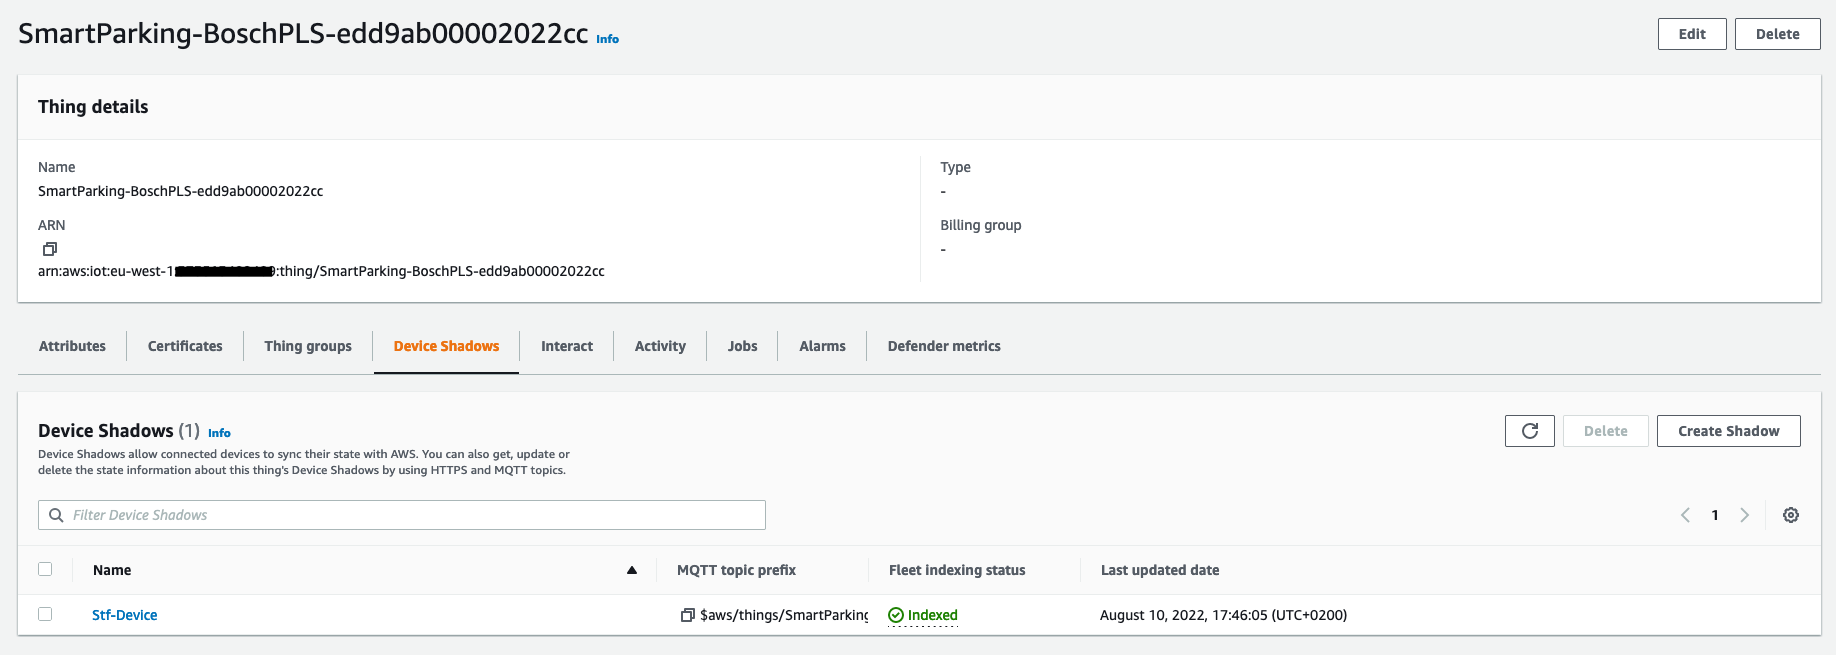 SmartParking-BoschPLS-edd9ab00002022cc Info
Edit
Delete
Thing details
Name
SmartParking-BoschPLS-edd9ab00002022cc
ARN
arn:aws:iot:eu-west-1 9:thing/SmartParking-BoschPLS-edd9ab00002022cc
Type
-
Billing group
-
Attributes
Certificates
Thing groups
Device Shadows
Interact
Activity
Jobs
Alarms
Defender metrics
Device Shadows (1) Info
Device Shadows allow connected devices to sync their state with AWS. You can also get, update or
delete the state information about this thing's Device Shadows by using HTTPS and MQTT topics.
Delete
Create Shadow
Filter Device Shadows
1
Name
MQTT topic prefix
Fleet indexing status
Last updated date
Stf-Device
$aws/things/SmartParking
Indexed
August 10, 2022, 17:46:05 (UTC+0200)